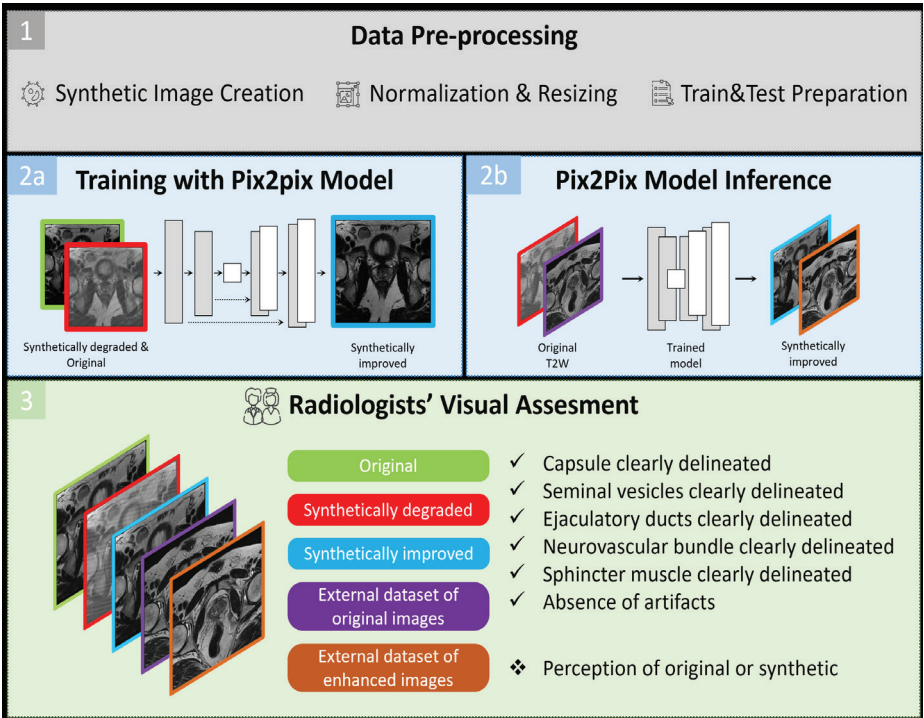 1
Data Pre-processing
Synthetic Image Creation
Normalization & Resizing
Train&Test Preparation
2a
Training with Pix2pix Model
Synthetically degraded &
Original
Synthetically
improved
2b
Pix2Pix Model Inference
Original
T2W
Trained
model
Synthetically
improved
3
Radiologists' Visual Assesment
Original
Synthetically degraded
Synthetically improved
External dataset of
original images
External dataset of
enhanced images
✓ Capsule clearly delineated
✓ Seminal vesicles clearly delineated
✓ Ejaculatory ducts clearly delineated
✓ Neurovascular bundle clearly delineated
✓ Sphincter muscle clearly delineated
✓ Absence of artifacts
❖ Perception of original or synthetic